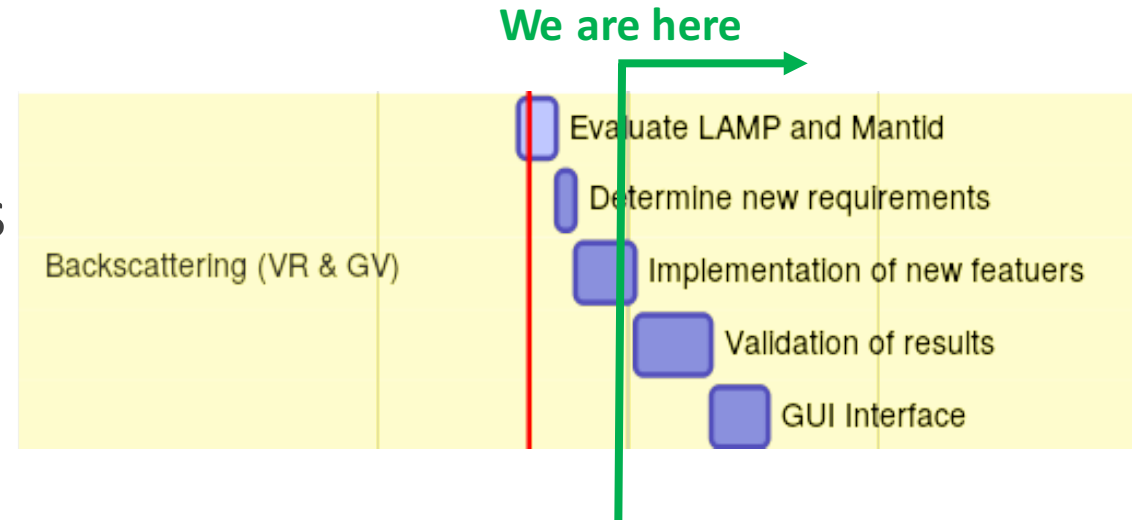 We are here
Evaluate LAMP and Mantid
Determine new requirements
s
Backscattering (VR & GV)
Implementation of new featuers
Validation of results
GUI Interface